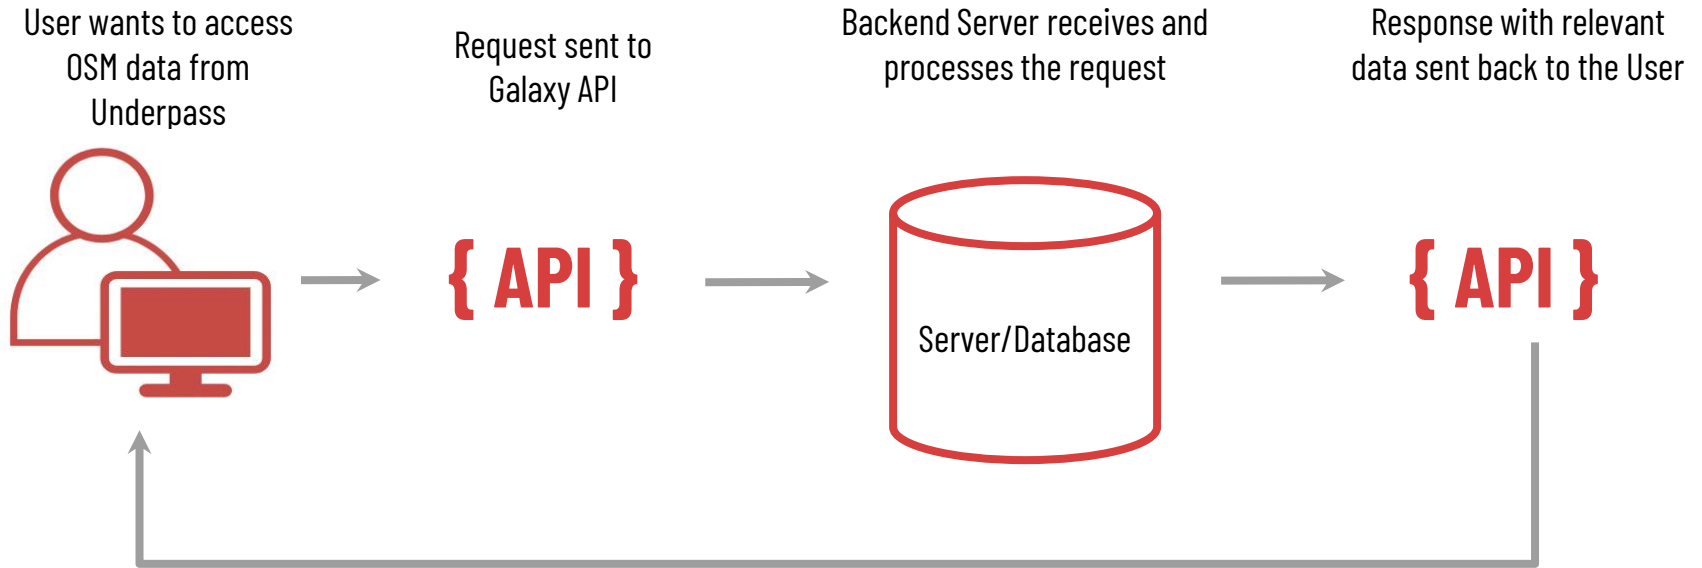 User wants to access
OSM data from
Underpass
Request sent to
Galaxy API
Backend Server receives and
processes the request
Response with relevant
data sent back to the User
{ API }
Server/Database
{ API }